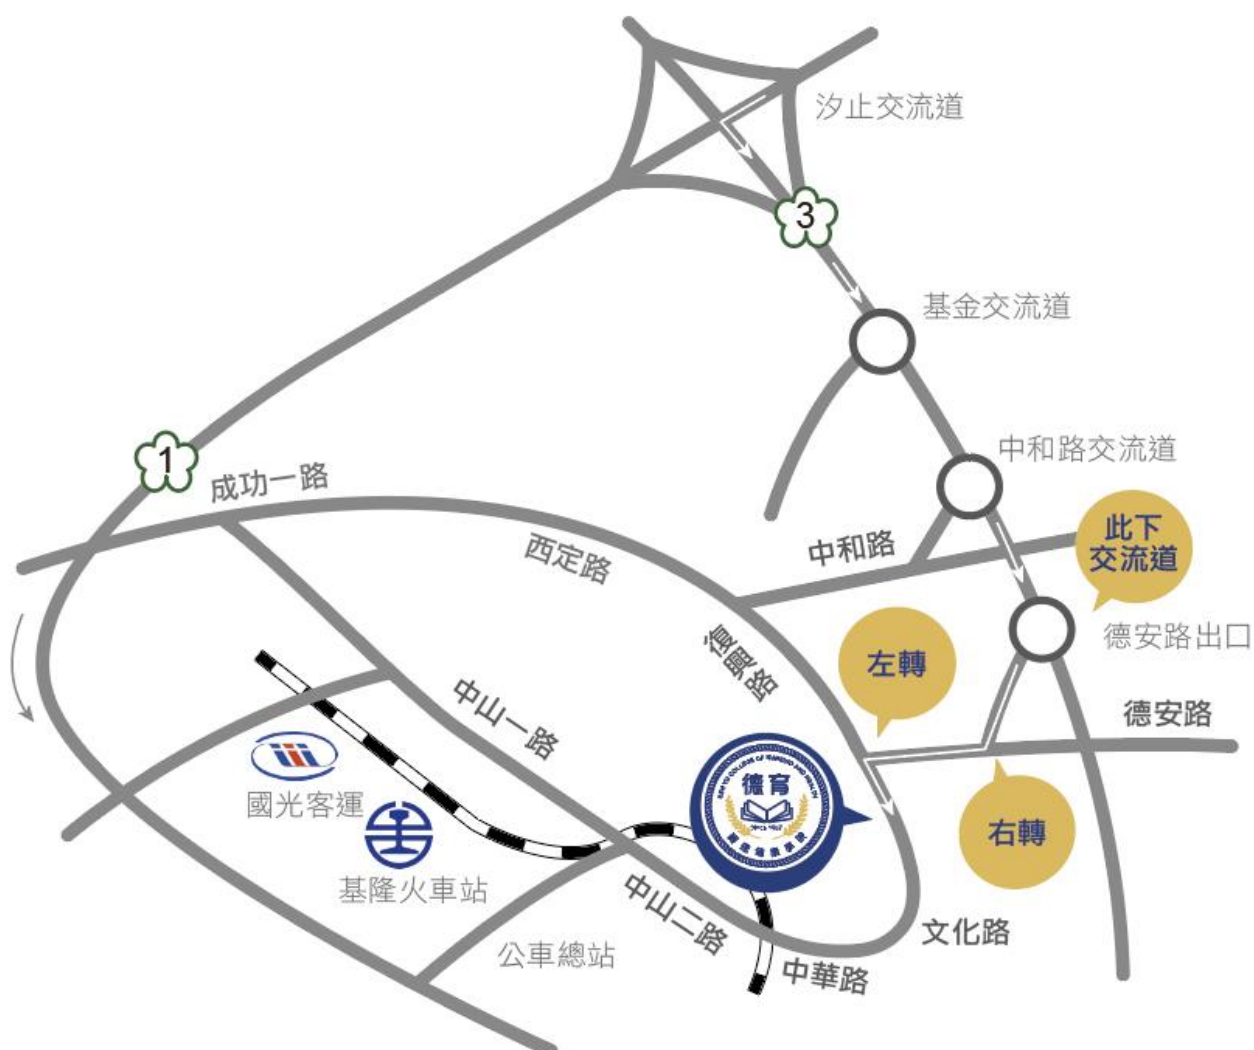 汐止交流道
3
基金交流道
1
成功一路
中和路交流道
此下
交流道
西定路
中和路
復興路
左轉
德安路出口
德安路
中山一路
國光客運
德育
右轉
基隆火車站
中山二路
文化路
公車總站
中華路